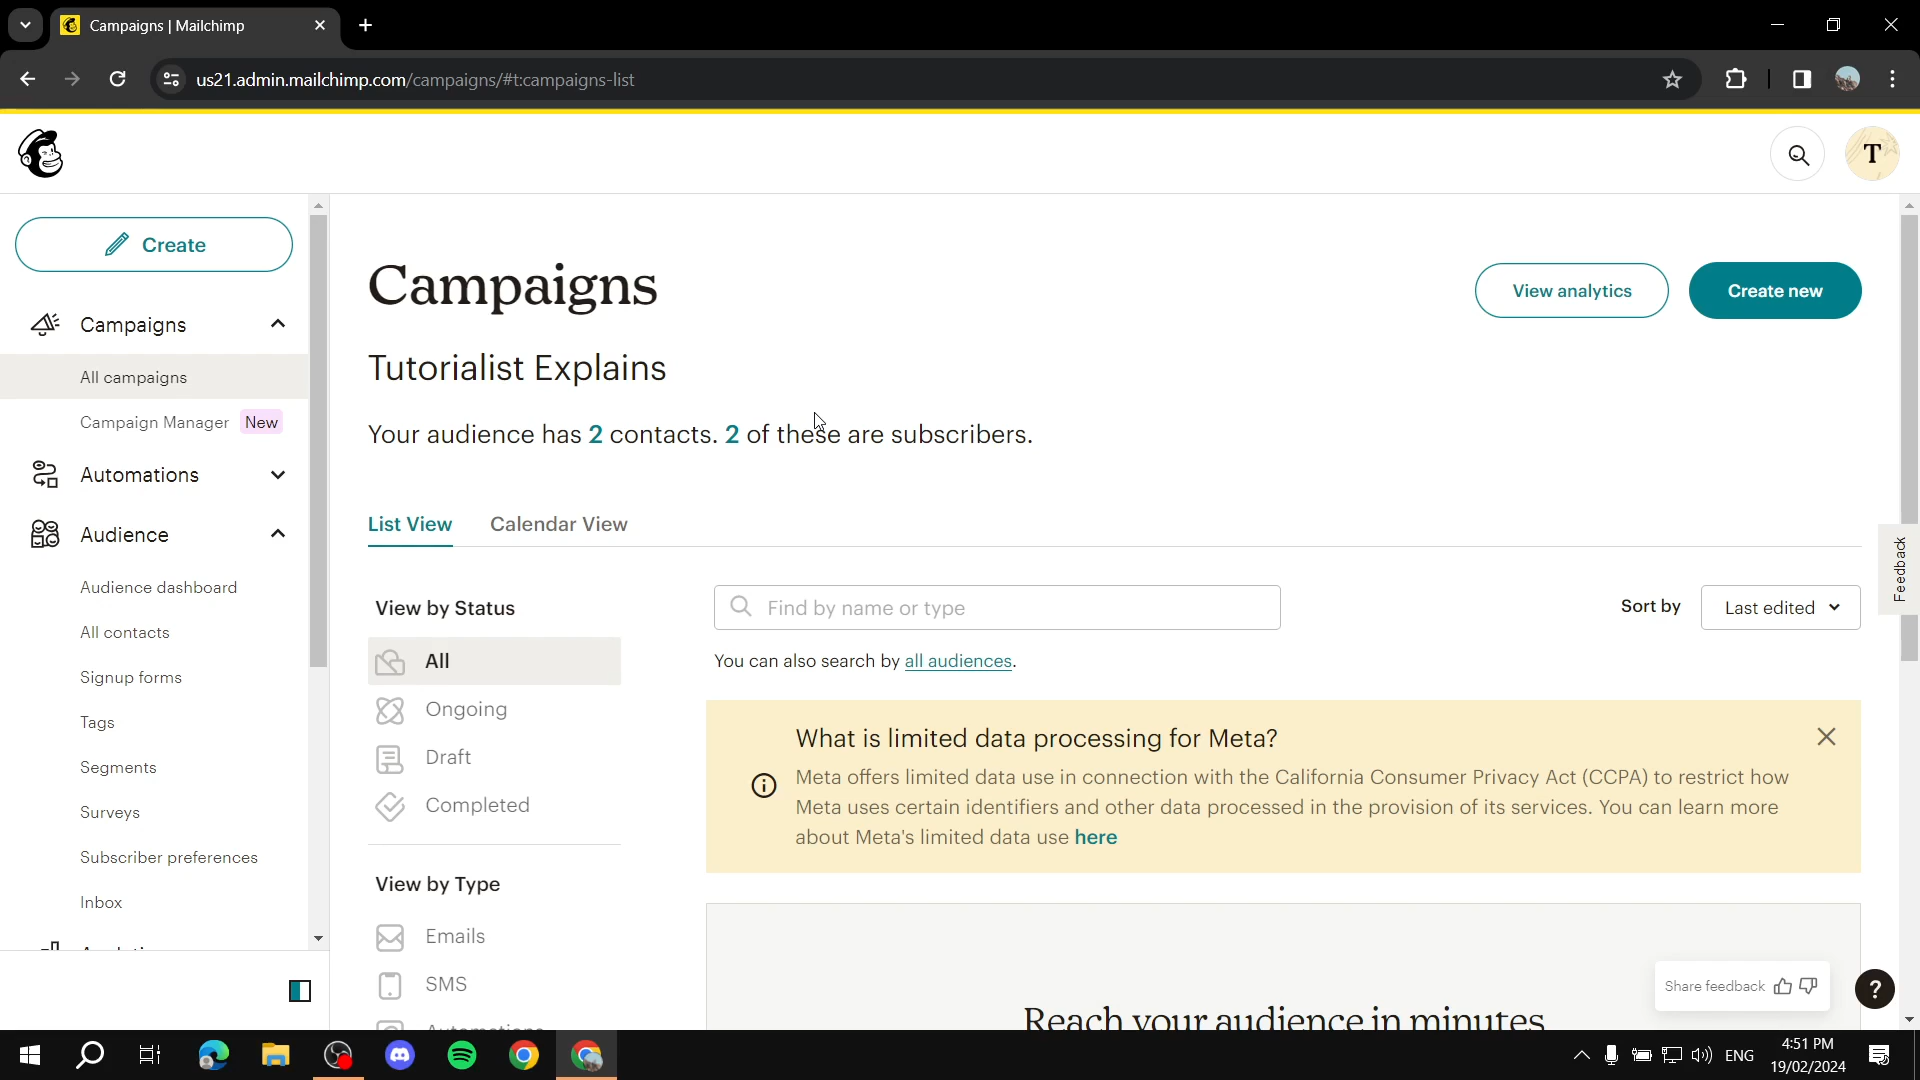 Campaigns | Mailchimp
us21.admin.mailchimp.com/campaigns/#t:campaigns-list
T
Create
Campaigns
All campaigns
Campaign Manager New
Automations
Audience
Audience dashboard
All contacts
Signup forms
Tags
Segments
Surveys
Subscriber preferences
Inbox
Campaigns
View analytics
Create new
Tutorialist Explains
Your audience has 2 contacts. 2 of these are subscribers.
List View
Calendar View
View by Status
All
Ongoing
Draft
Completed
View by Type
Emails
SMS
Automations
Find by name or type
Sort by
Last edited
You can also search by all audiences.
What is limited data processing for Meta?
Meta offers limited data use in connection with the California Consumer Privacy Act (CCPA) to restrict how
Meta uses certain identifiers and other data processed in the provision of its services. You can learn more
about Meta's limited data use here
Reach your audience in minutes
Feedback
Share feedback
?
ENG
4:51 PM
19/02/2024